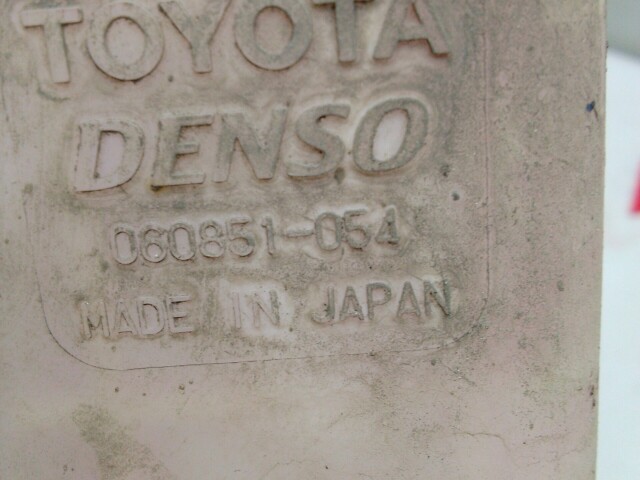 TOYOTA
DENSO
060851-054
MADE IN JAPAN